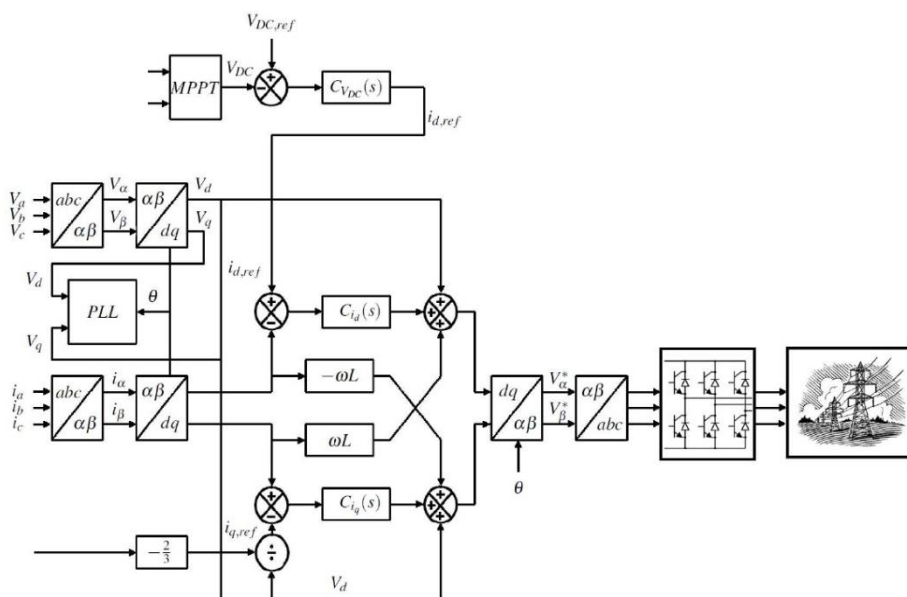 V_{DC,ref}
V_{DC}
+
−
MPPT
C_{V_{DC}}(s)
i_{d,ref}
V_α V_d
V_a
V_b
V_c
abc
αβ
V_β
αβ
dq
V_q
V_d
i_{d,ref}
PLL
θ
+
−
C_{i_d}(s)
+
+
+
V_q
i_a
i_b
i_c
abc
αβ
i_α
i_β
αβ
dq
−ωL
ωL
dq
αβ
V_α^*
V_β^*
αβ
abc
θ
+
−
C_{i_q}(s)
+
+
+
i_{q,ref}
−2/3
÷
V_d